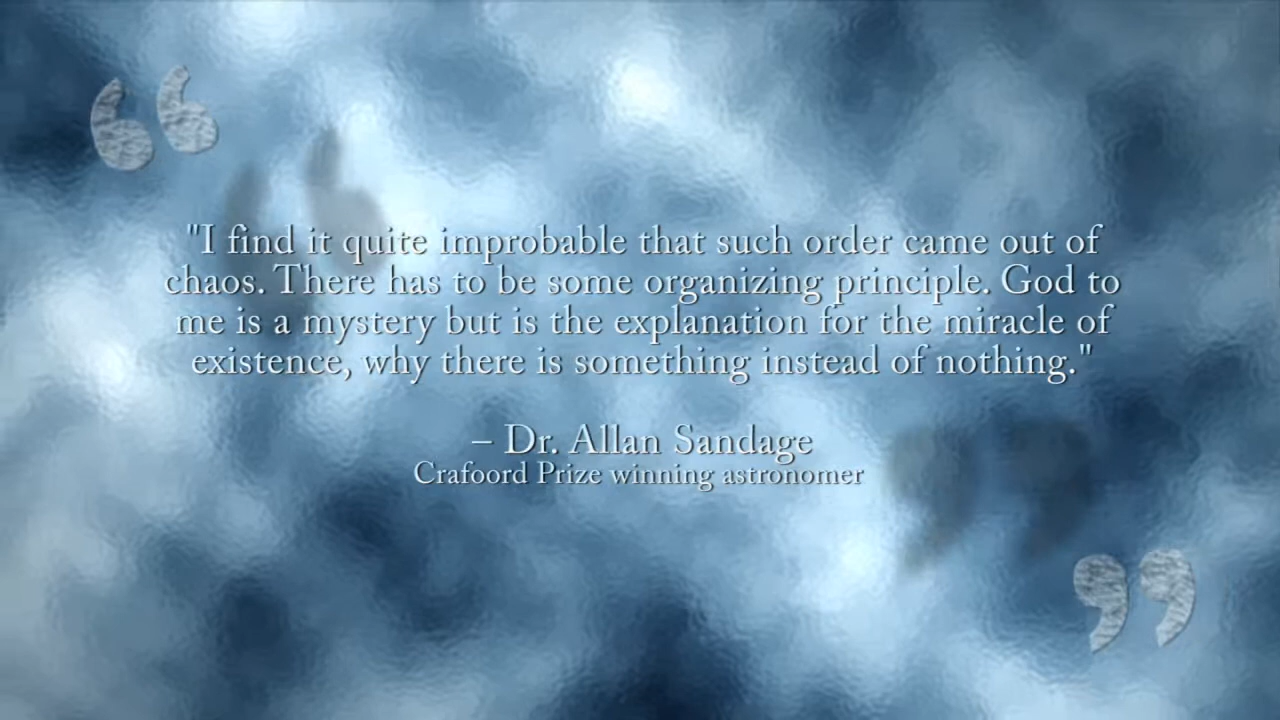 "I find it quite improbable that such order came out of
chaos. There has to be some organizing principle. God to
me is a mystery but is the explanation for the miracle of
existence, why there is something instead of nothing."
– Dr. Allan Sandage
Crafoord Prize winning astronomer